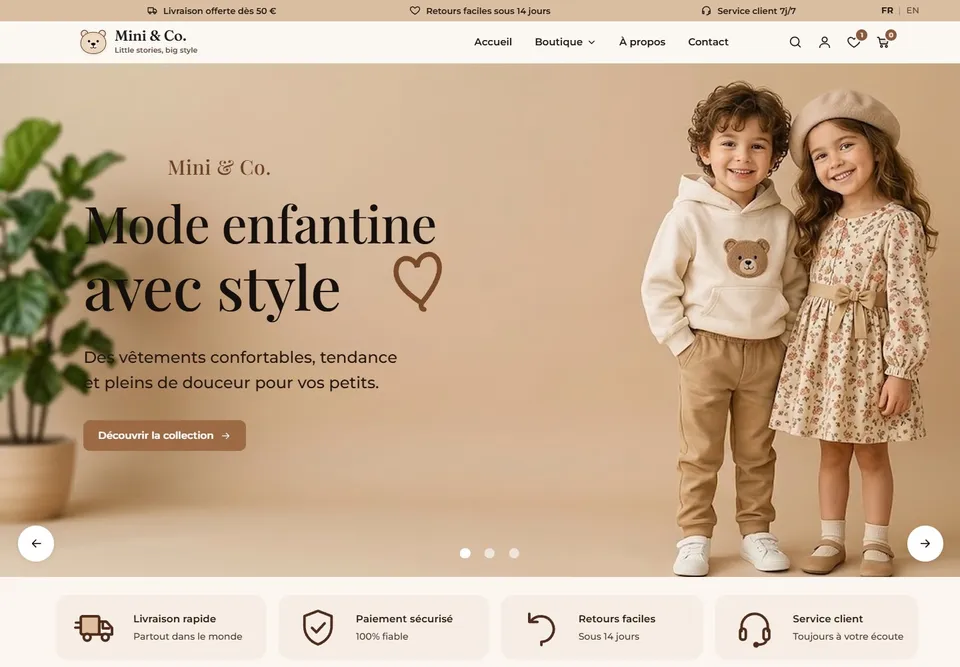 Livraison offerte dès 50 €
Retours faciles sous 14 jours
Service client 7j/7
FR | EN
Mini & Co.
Little stories, big style
Accueil
Boutique
À propos
Contact
1
0
Mini & Co.
Mode enfantine
avec style
Des vêtements confortables, tendance
et pleins de douceur pour vos petits.
Découvrir la collection
Livraison rapide
Partout dans le monde
Paiement sécurisé
100% fiable
Retours faciles
Sous 14 jours
Service client
Toujours à votre écoute